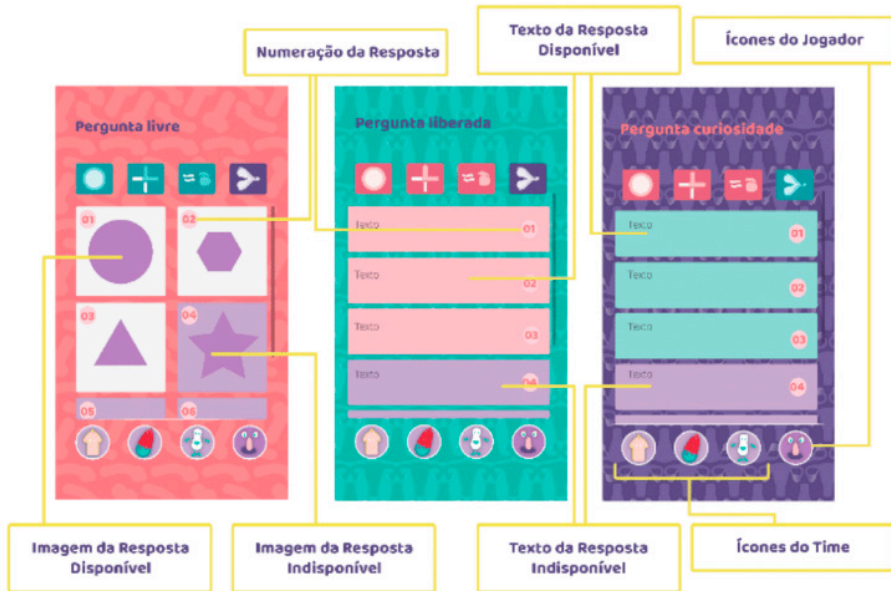 Numeração da Resposta
Texto da Resposta
Disponível
Ícones do Jogador
Pergunta livre
01
02
03
04
05
06
Pergunta liberada
Texto
01
Texto
02
Texto
03
Texto
04
Pergunta curiosidade
Texto
01
Texto
02
Texto
03
Texto
04
Imagem da Resposta
Disponível
Imagem da Resposta
Indisponível
Texto da Resposta
Indisponível
Ícones do Time